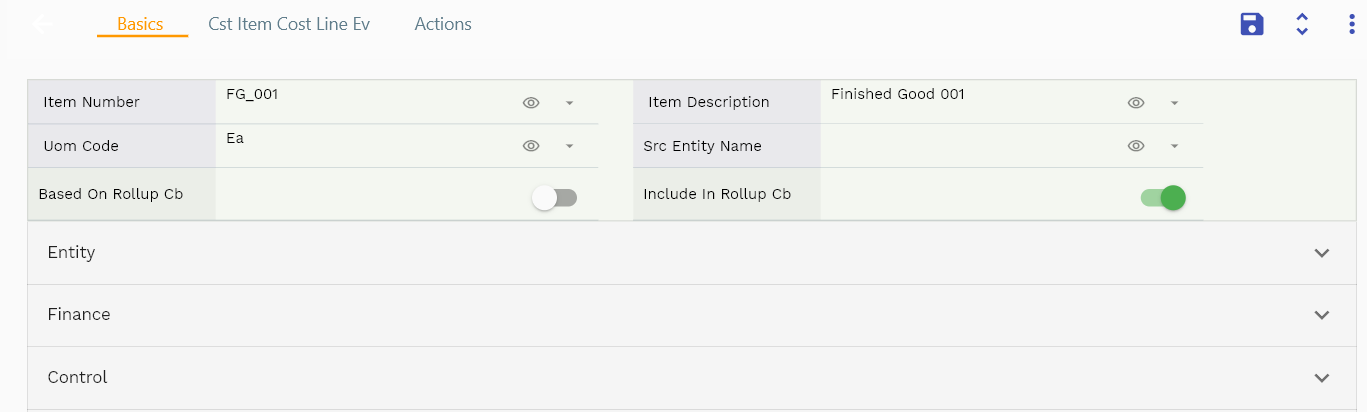 Basics Cst Item Cost Line Ev Actions
Item Number FG_001 Item Description Finished Good 001
Uom Code Ea Src Entity Name
Based On Rollup Cb Include In Rollup Cb
Entity
Finance
Control